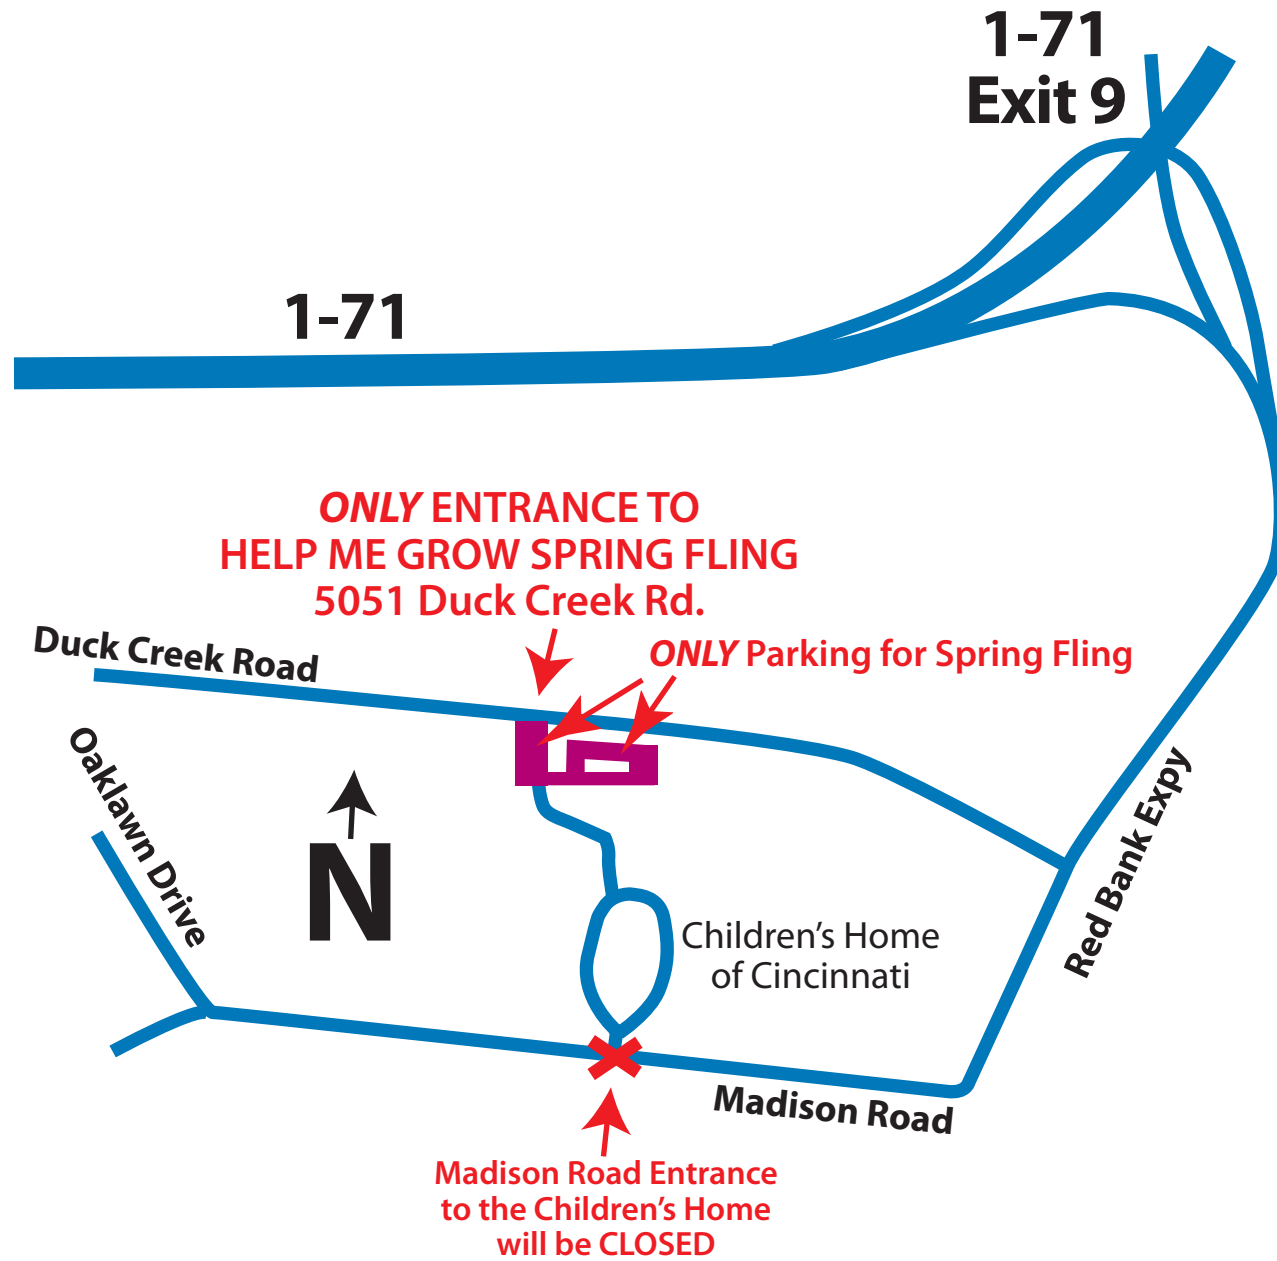 1-71
Exit 9
1-71
ONLY ENTRANCE TO
HELP ME GROW SPRING FLING
5051 Duck Creek Rd.
Duck Creek Road
ONLY Parking for Spring Fling
Oaklawn Drive
N
Red Bank Expy
Children's Home
of Cincinnati
Madison Road
Madison Road Entrance
to the Children's Home
will be CLOSED